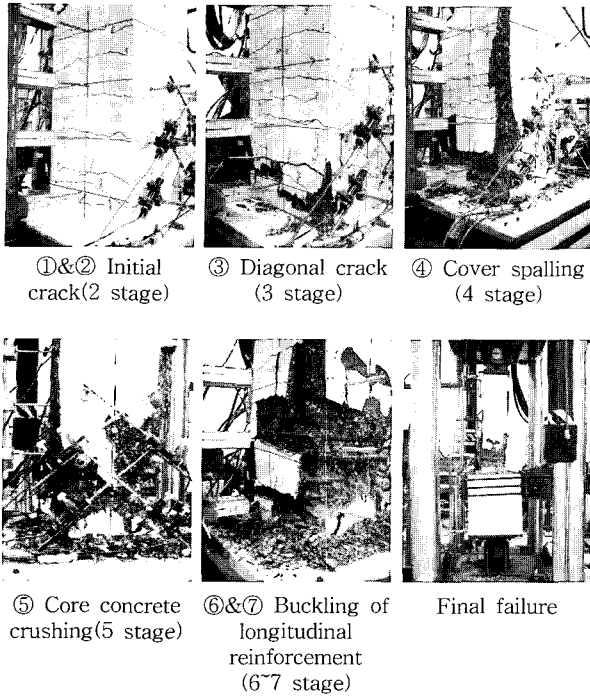 ①&② Initial
crack(2 stage)
③ Diagonal crack
(3 stage)
④ Cover spalling
(4 stage)
⑤ Core concrete
crushing(5 stage)
⑥&⑦ Buckling of
longitudinal
reinforcement
(6~7 stage)
Final failure